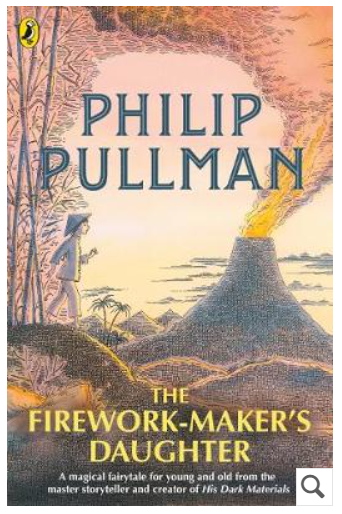 PHILIP
PULLMAN
THE
FIREWORK-MAKER'S
DAUGHTER
A magical fairytale for young and old from the
master storyteller and creator of His Dark Materials